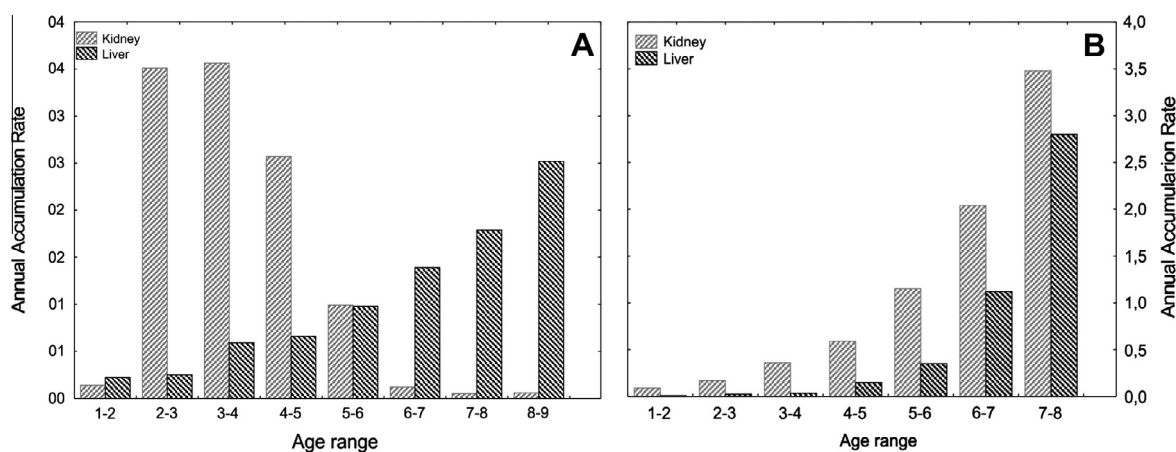 04
04
03
03
02
02
01
01
00
Annual Accumulation Rate
Kidney
Liver
A
1-2 2-3 3-4 4-5 5-6 6-7 7-8 8-9
Age range
Kidney
Liver
B
4,0
3,5
3,0
2,5
2,0
1,5
1,0
0,5
0,0
Annual Accumularion Rate
1-2 2-3 3-4 4-5 5-6 6-7 7-8
Age range